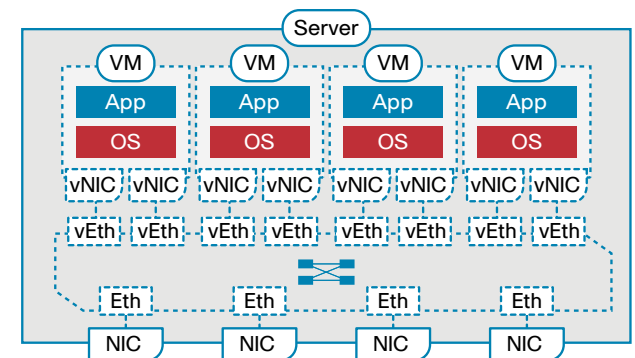 Server
VM VM VM VM
App App App App
OS OS OS OS
vNIC vNIC vNIC vNIC vNIC vNIC vNIC vNIC
vEth vEth vEth vEth vEth vEth vEth vEth
Eth Eth Eth Eth
NIC NIC NIC NIC